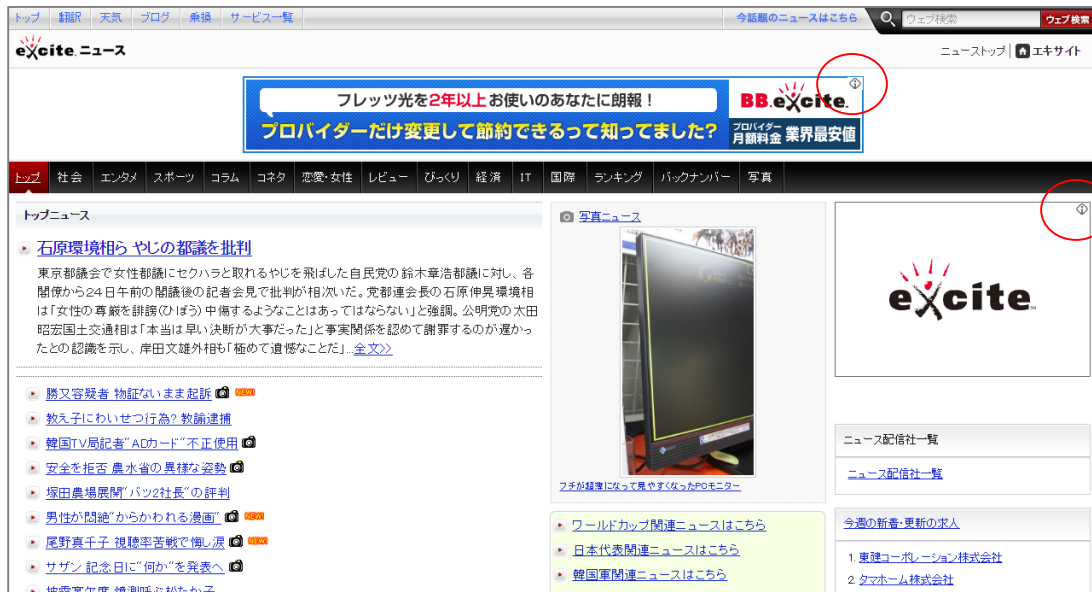 トップ 翻訳 天気 ブログ 乗換 サービス一覧
今話題のニュースはこちら
ウェブ検索
ウェブ検索
excite.ニュース
ニューストップ
エキサイト
フレッツ光を2年以上お使いのあなたに朗報！
プロバイダーだけ変更して節約できるって知ってました？
BB.excite.
プロバイダー
月額料金 業界最安値
トップ 社会 エンタメ スポーツ コラム コネタ 恋愛・女性 レビュー びっくり 経済 IT 国際 ランキング バックナンバー 写真
トップニュース
石原環境相ら やじの都議を批判
東京都議会で女性都議にセクハラと取れるやじを飛ばした自民党の鈴木章浩都議に対し、各
閣僚から24日午前の閣議後の記者会見で批判が相次いだ。党都連会長の石原伸晃環境相
は「女性の尊厳を誹謗(ひぼう)中傷するようなことはあってはならない」と強調。公明党の太田
昭宏国土交通相は「本当は早い決断が大事だった」と事実関係を認めて謝罪するのが遅かっ
たとの認識を示し、岸田文雄外相も「極めて遺憾なことだ」...全文>>
勝又容疑者 物証ないまま起訴 NEW!
教え子にわいせつ行為? 教諭逮捕
韓国TV局記者“ADカード”不正使用
安全を拒否 農水省の異様な姿勢
塚田農場展開“バツ2社長”の評判
男性が悶絶“からかわれる漫画” NEW!
尾野真千子 視聴率苦戦で悔し涙 NEW!
サザン 記念日に“何か”を発表へ
写真ニュース
フチが超薄になって見やすくなったPCモニター
ワールドカップ関連ニュースはこちら
日本代表関連ニュースはこちら
韓国軍関連ニュースはこちら
excite
ニュース配信社一覧
ニュース配信社一覧
今週の新着・更新の求人
1. 東建コーポレーション株式会社
2. タマホーム株式会社